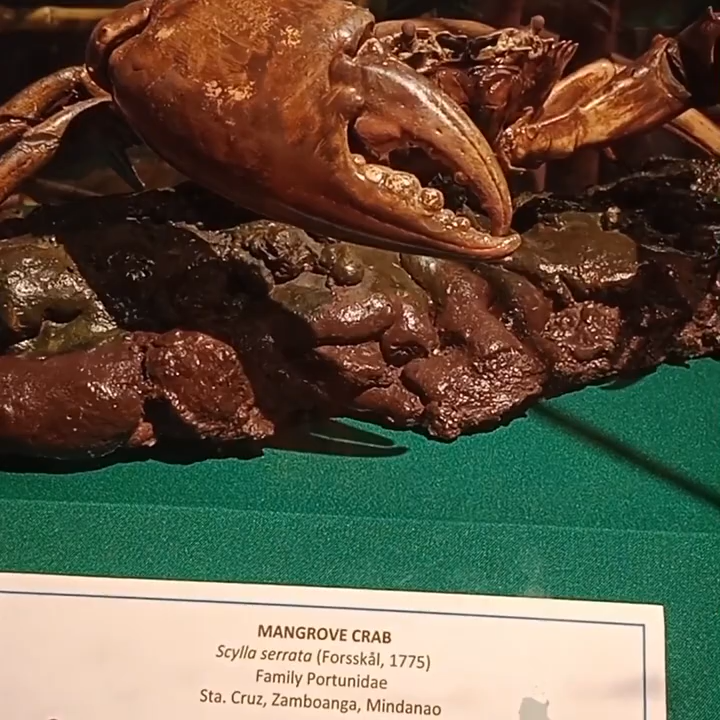 MANGROVE CRAB
Scylla serrata (Forsskål, 1775)
Family Portunidae
Sta. Cruz, Zamboanga, Mindanao